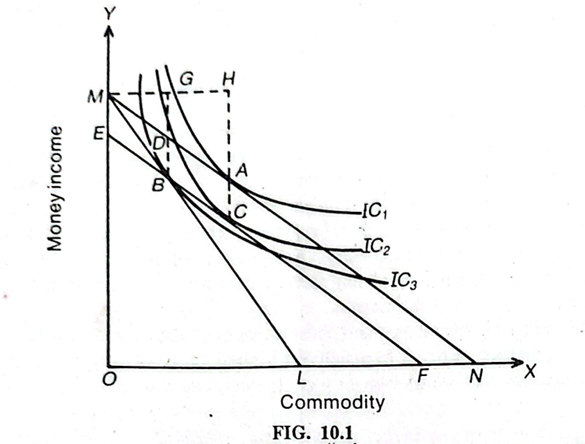 Y
G
H
M
E
D
A
B
C
IC₁
IC₂
IC₃
Money income
O
L
F
N
X
Commodity
FIG. 10.1